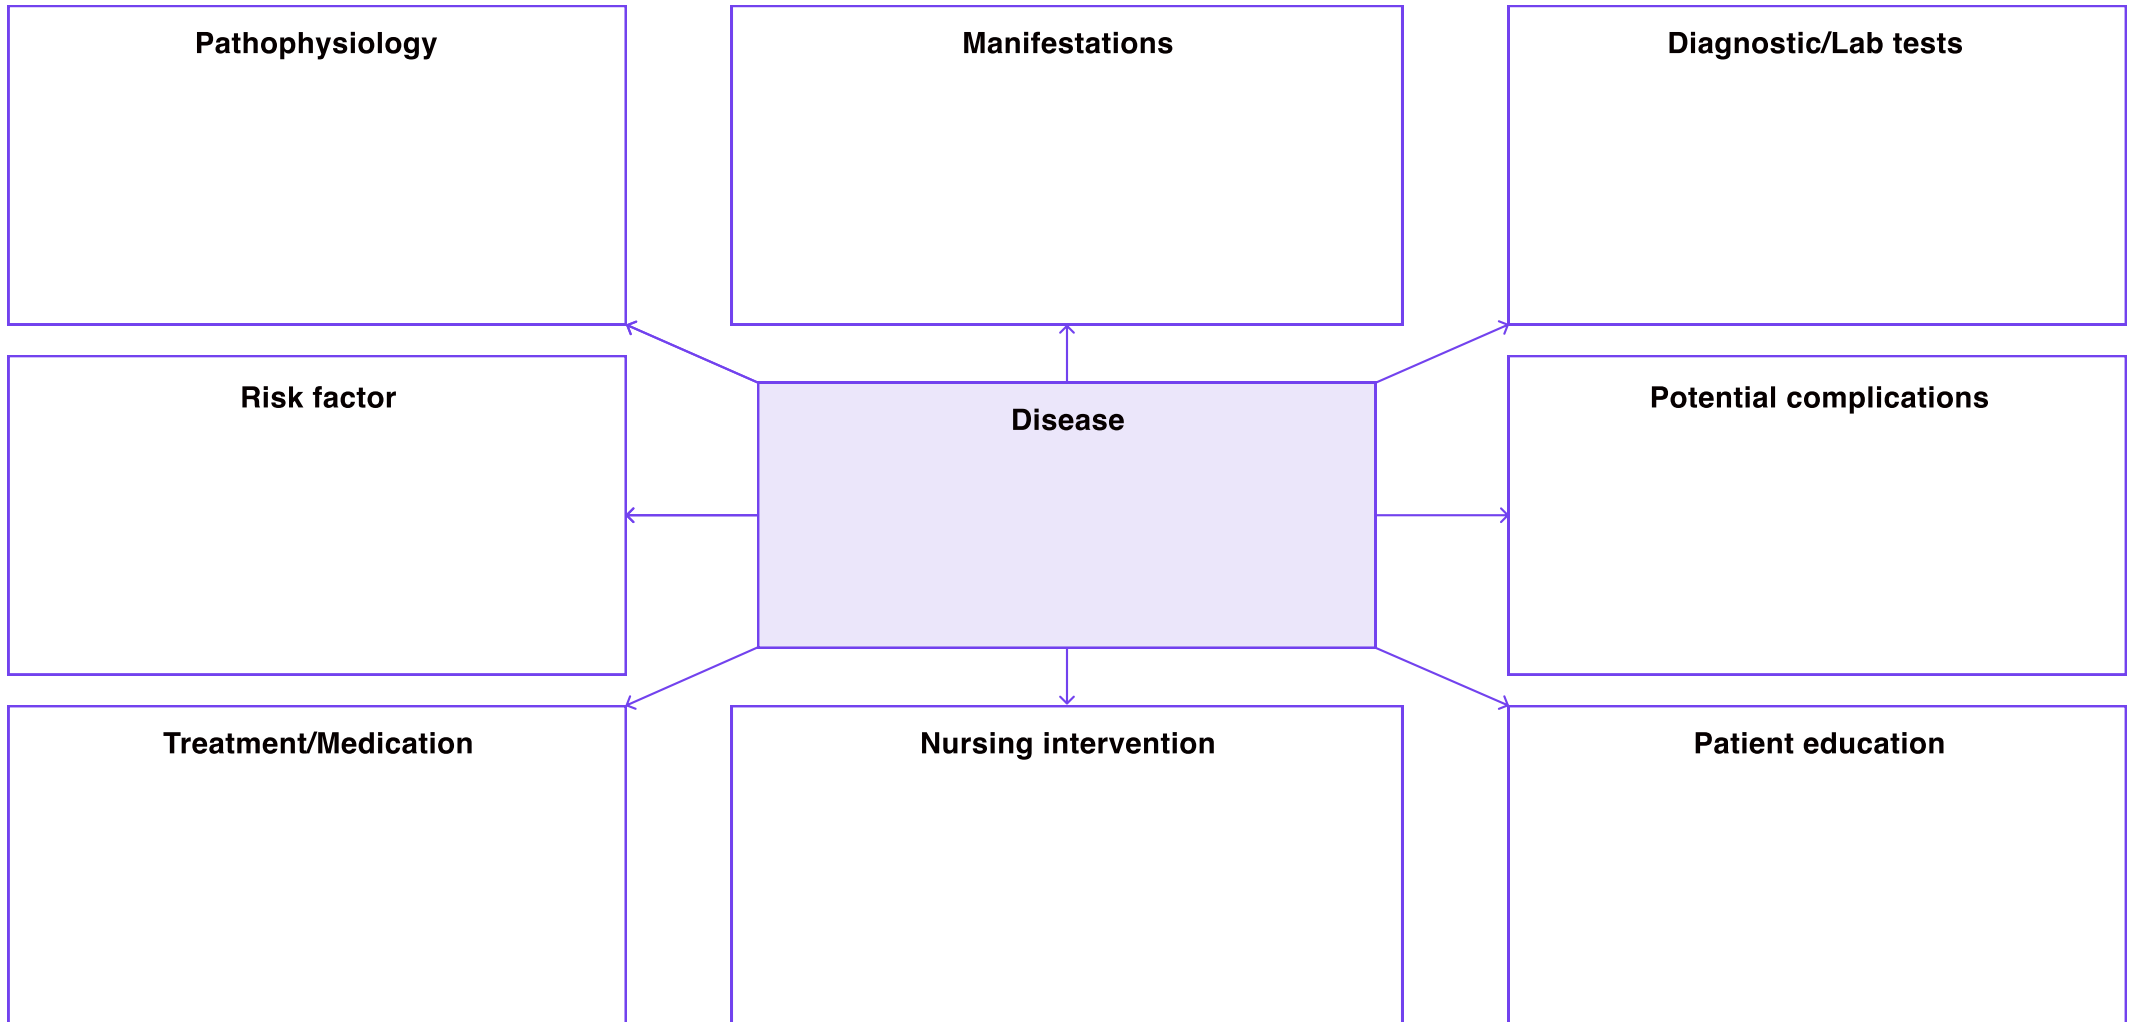 Pathophysiology
Manifestations
Diagnostic/Lab tests
Risk factor
Disease
Potential complications
Treatment/Medication
Nursing intervention
Patient education